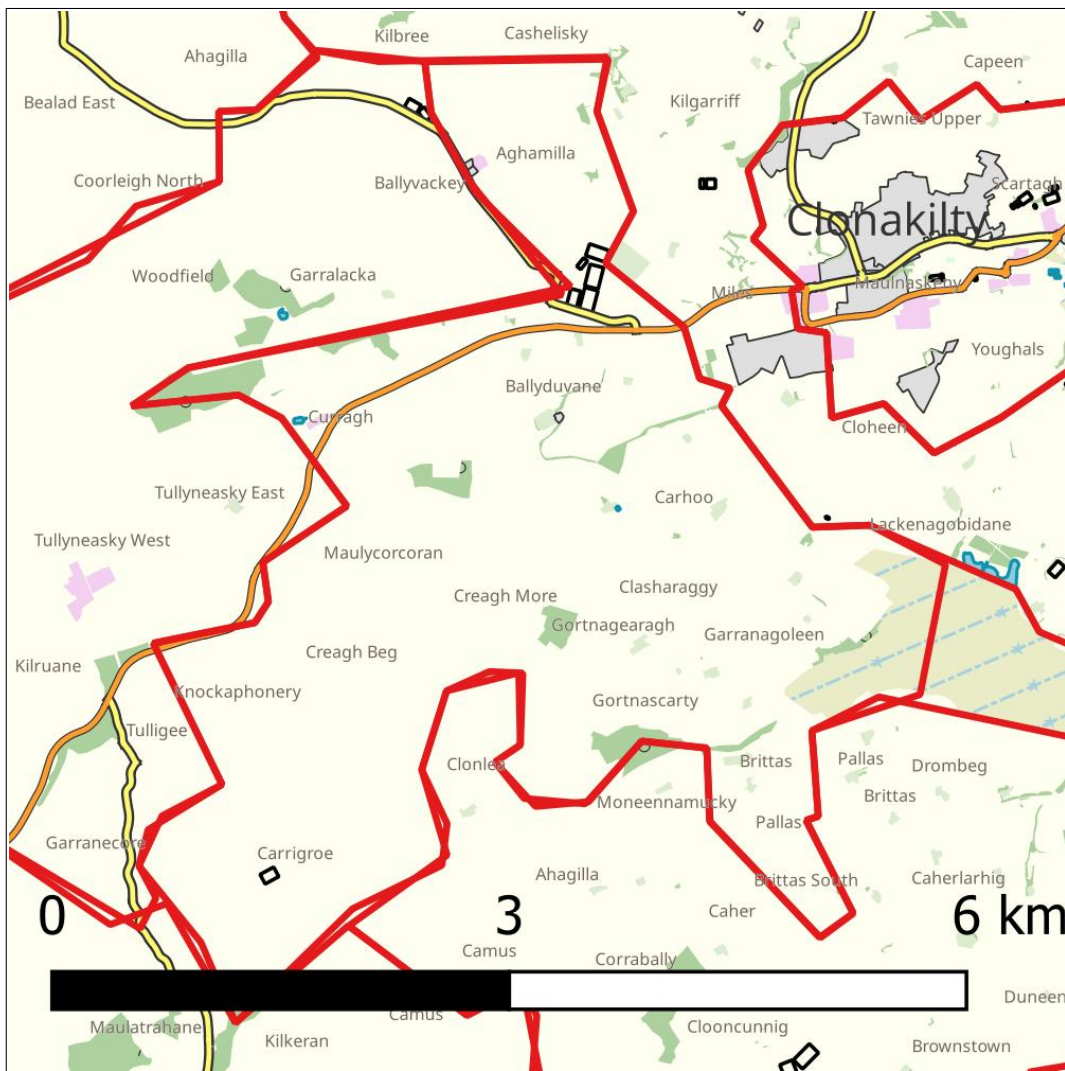 Kilbree
Cashelisky
Ahagilla
Capeen
Bealad East
Kilgarriff
Tawnies Upper
Aghamilla
Coorleigh North
Ballyvackey
Scartagh
Clonakilty
Woodfield
Garralacka
Miles
Maulnaskehy
Youghals
Ballyduvane
Curragh
Cloheen
Tullyneasky East
Carhoo
Lackenagobidane
Tullyneasky West
Maulycorcoran
Clasharaggy
Creagh More
Gortnagearagh
Garranagoleen
Creagh Beg
Kilruane
Knockaphonery
Gortnascarty
Tulligee
Clonlea
Brittas
Pallas
Drombeg
Brittas
Moneennamucky
Pallas
Garranecore
Carrigroe
Ahagilla
Brittas South
Caherlarhig
Caher
0 3 6 km
Camus
Corrabally
Duneen
Camus
Maulatrahane
Clooncunnig
Kilkeran
Brownstown